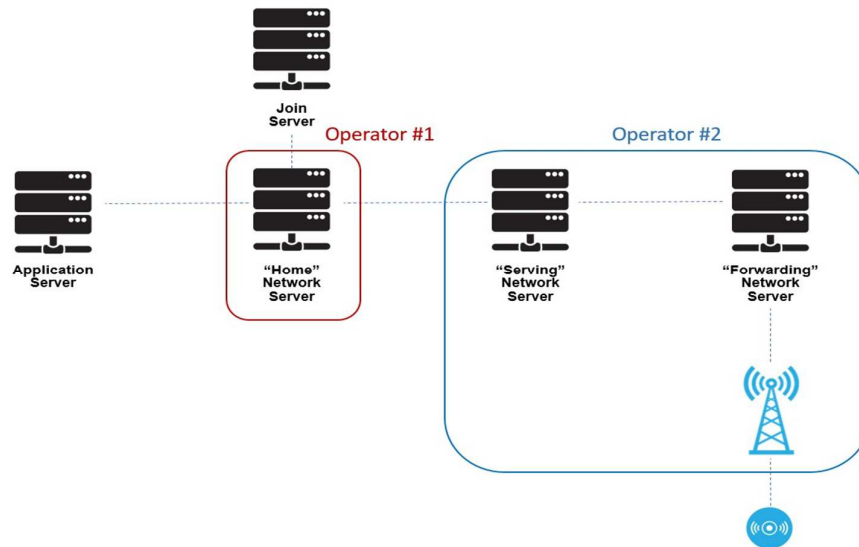 Join
Server
Operator #1
Operator #2
Application
Server
“Home”
Network
Server
“Serving”
Network
Server
“Forwarding”
Network
Server